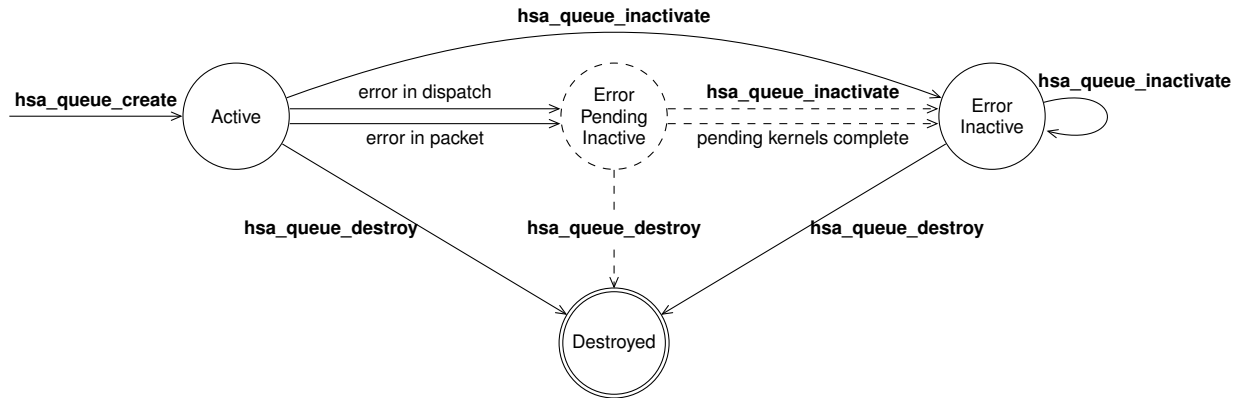 hsa_queue_inactivate
hsa_queue_create
Active
error in dispatch
error in packet
Error
Pending
Inactive
hsa_queue_inactivate
pending kernels complete
Error
Inactive
hsa_queue_inactivate
hsa_queue_destroy
hsa_queue_destroy
hsa_queue_destroy
Destroyed